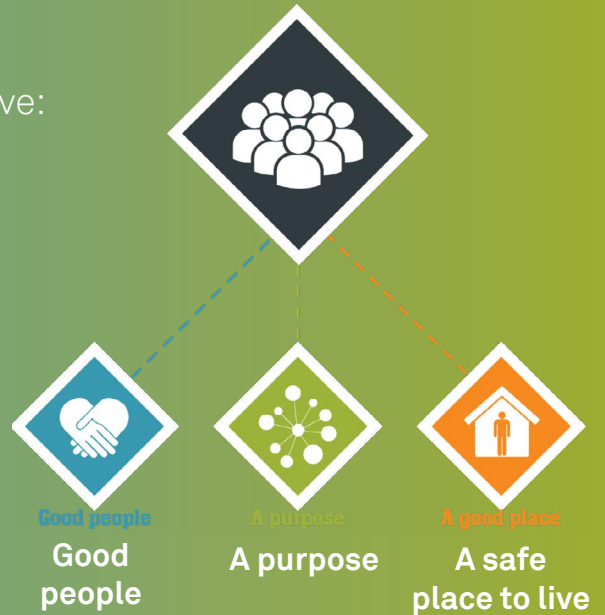 ve:
Good people
A purpose
A good place
Good
people
A purpose
A safe
place to live